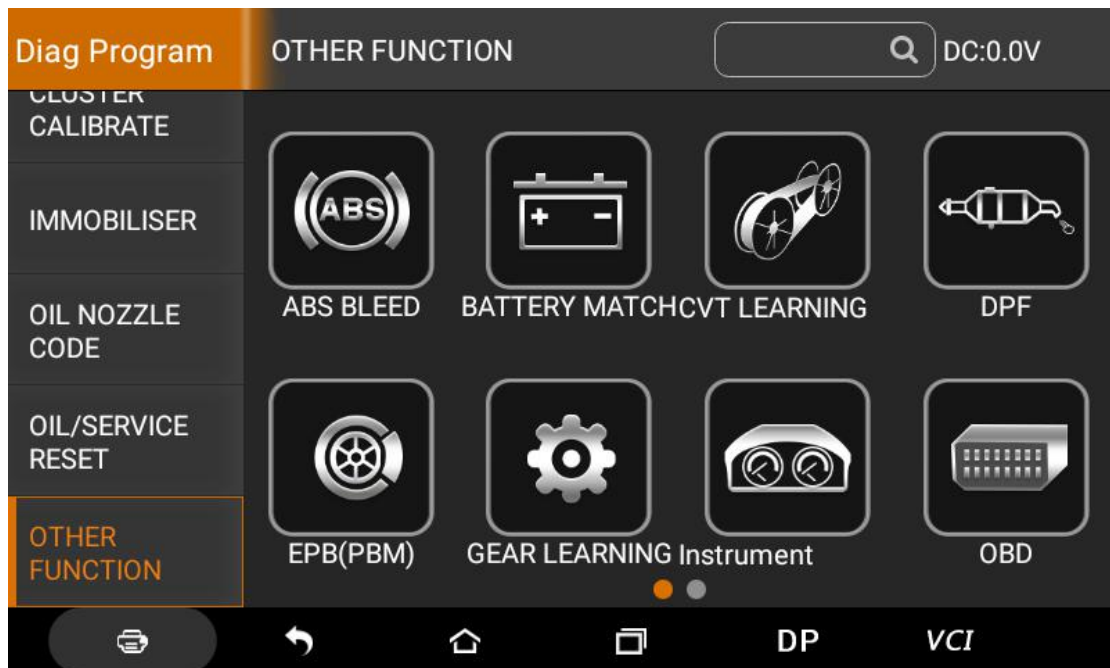 Diag Program
OTHER FUNCTION
DC:0.0V
CLUSTER
CALIBRATE
IMMOBILISER
OIL NOZZLE
CODE
OIL/SERVICE
RESET
OTHER
FUNCTION
ABS
ABS BLEED
+ -
BATTERY MATCH
CVT LEARNING
DPF
EPB(PBM)
GEAR LEARNING
Instrument
OBD
DP
VCI